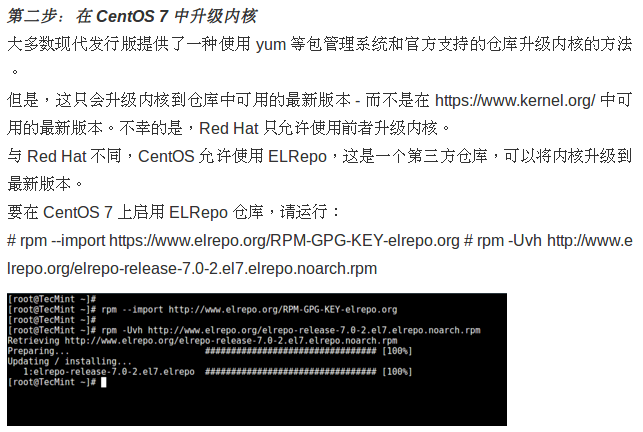 第二步：在 CentOS 7 中升级内核
大多数现代发行版提供了一种使用 yum 等包管理系统和官方支持的仓库升级内核的方法
。
但是，这只会升级内核到仓库中可用的最新版本 - 而不是在 https://www.kernel.org/ 中可
用的最新版本。不幸的是，Red Hat 只允许使用前者升级内核。
与 Red Hat 不同，CentOS 允许使用 ELRepo，这是一个第三方仓库，可以将内核升级到
最新版本。
要在 CentOS 7 上启用 ELRepo 仓库，请运行：
# rpm --import https://www.elrepo.org/RPM-GPG-KEY-elrepo.org # rpm -Uvh http://www.e
lrepo.org/elrepo-release-7.0-2.el7.elrepo.noarch.rpm
[root@TecMint ~]#
[root@TecMint ~]# rpm --import http://www.elrepo.org/RPM-GPG-KEY-elrepo.org
[root@TecMint ~]#
[root@TecMint ~]# rpm -Uvh http://www.elrepo.org/elrepo-release-7.0-2.el7.elrepo.noarch.rpm
Retrieving http://www.elrepo.org/elrepo-release-7.0-2.el7.elrepo.noarch.rpm
Preparing... ################################# [100%]
Updating / installing...
1:elrepo-release-7.0-2.el7.elrepo ################################# [100%]
[root@TecMint ~]#